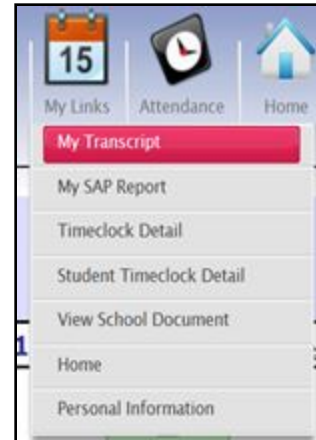 15
My Links Attendance Home
My Transcript
My SAP Report
Timeclock Detail
Student Timeclock Detail
View School Document
1
Home
Personal Information